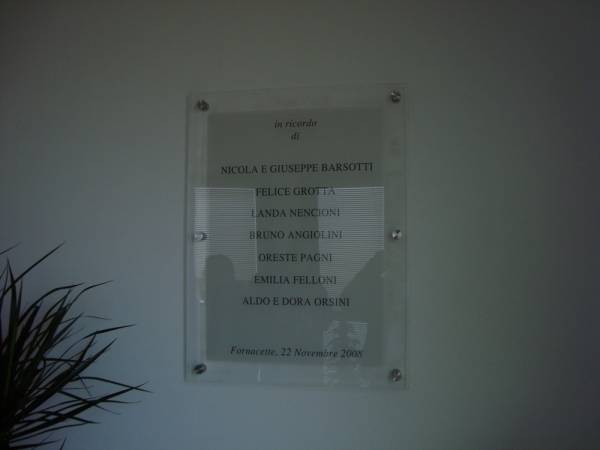 in ricordo
di
NICOLA E GIUSEPPE BARSOTTI
FELICE GROTTA
LANDA NENCIONI
BRUNO ANGIOLINI
ORESTE PAGNI
EMILIA FELLONI
ALDO E DORA ORSINI
Fornacette, 22 Novembre 2008